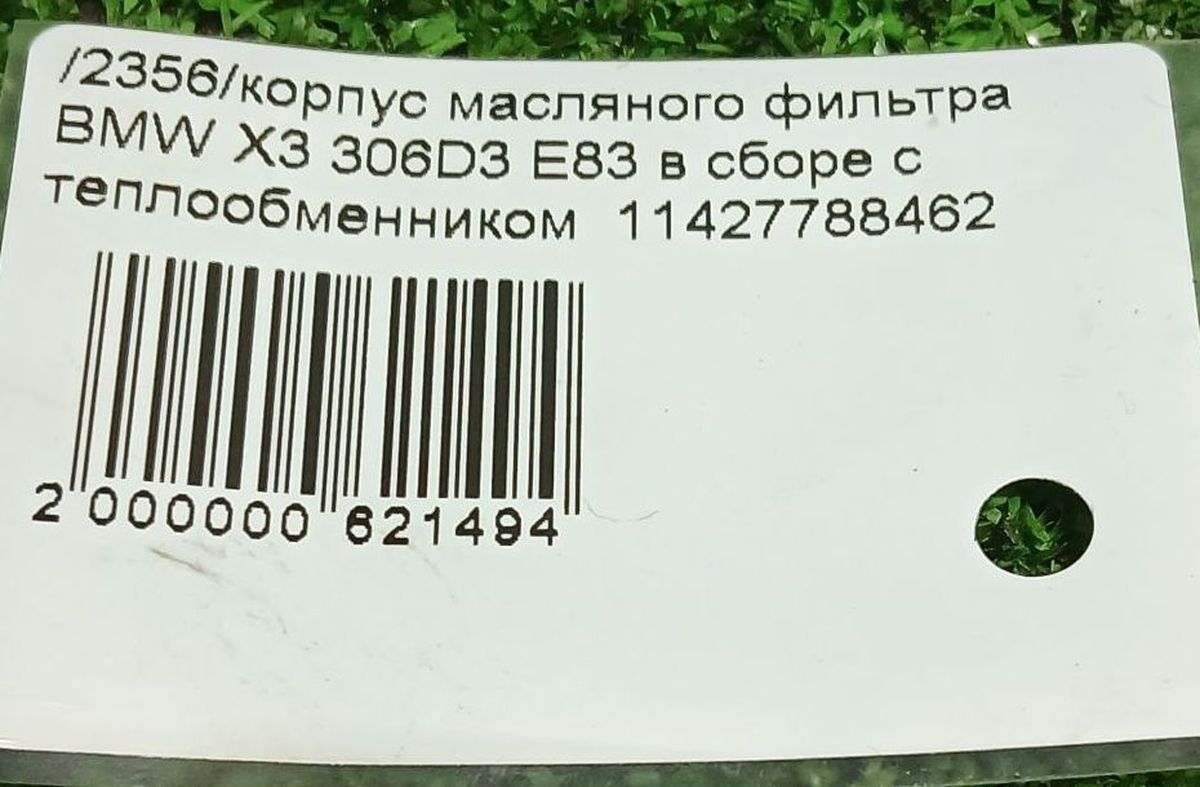 /2356/корпус масляного фильтра
BMW X3 306D3 E83 в сборе с
теплообменником 11427788462
2 000000 621494